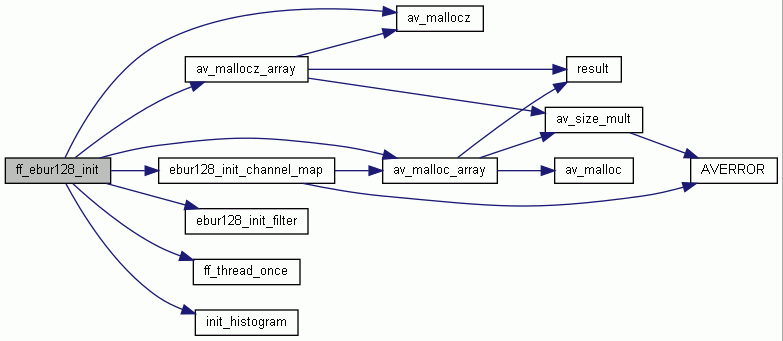 av_mallocz
av_mallocz_array
result
av_size_mult
ff_ebur128_init
ebur128_init_channel_map
av_malloc_array
av_malloc
AVERROR
ebur128_init_filter
ff_thread_once
init_histogram